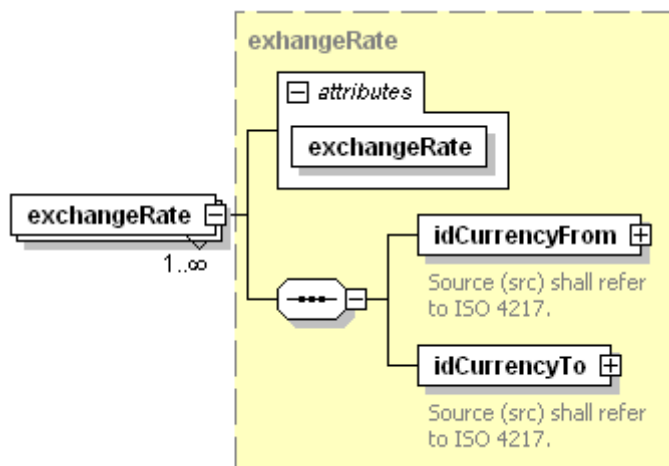 exhangeRate
attributes
exchangeRate
exchangeRate
1..∞
idCurrencyFrom
Source (src) shall refer
to ISO 4217.
idCurrencyTo
Source (src) shall refer
to ISO 4217.